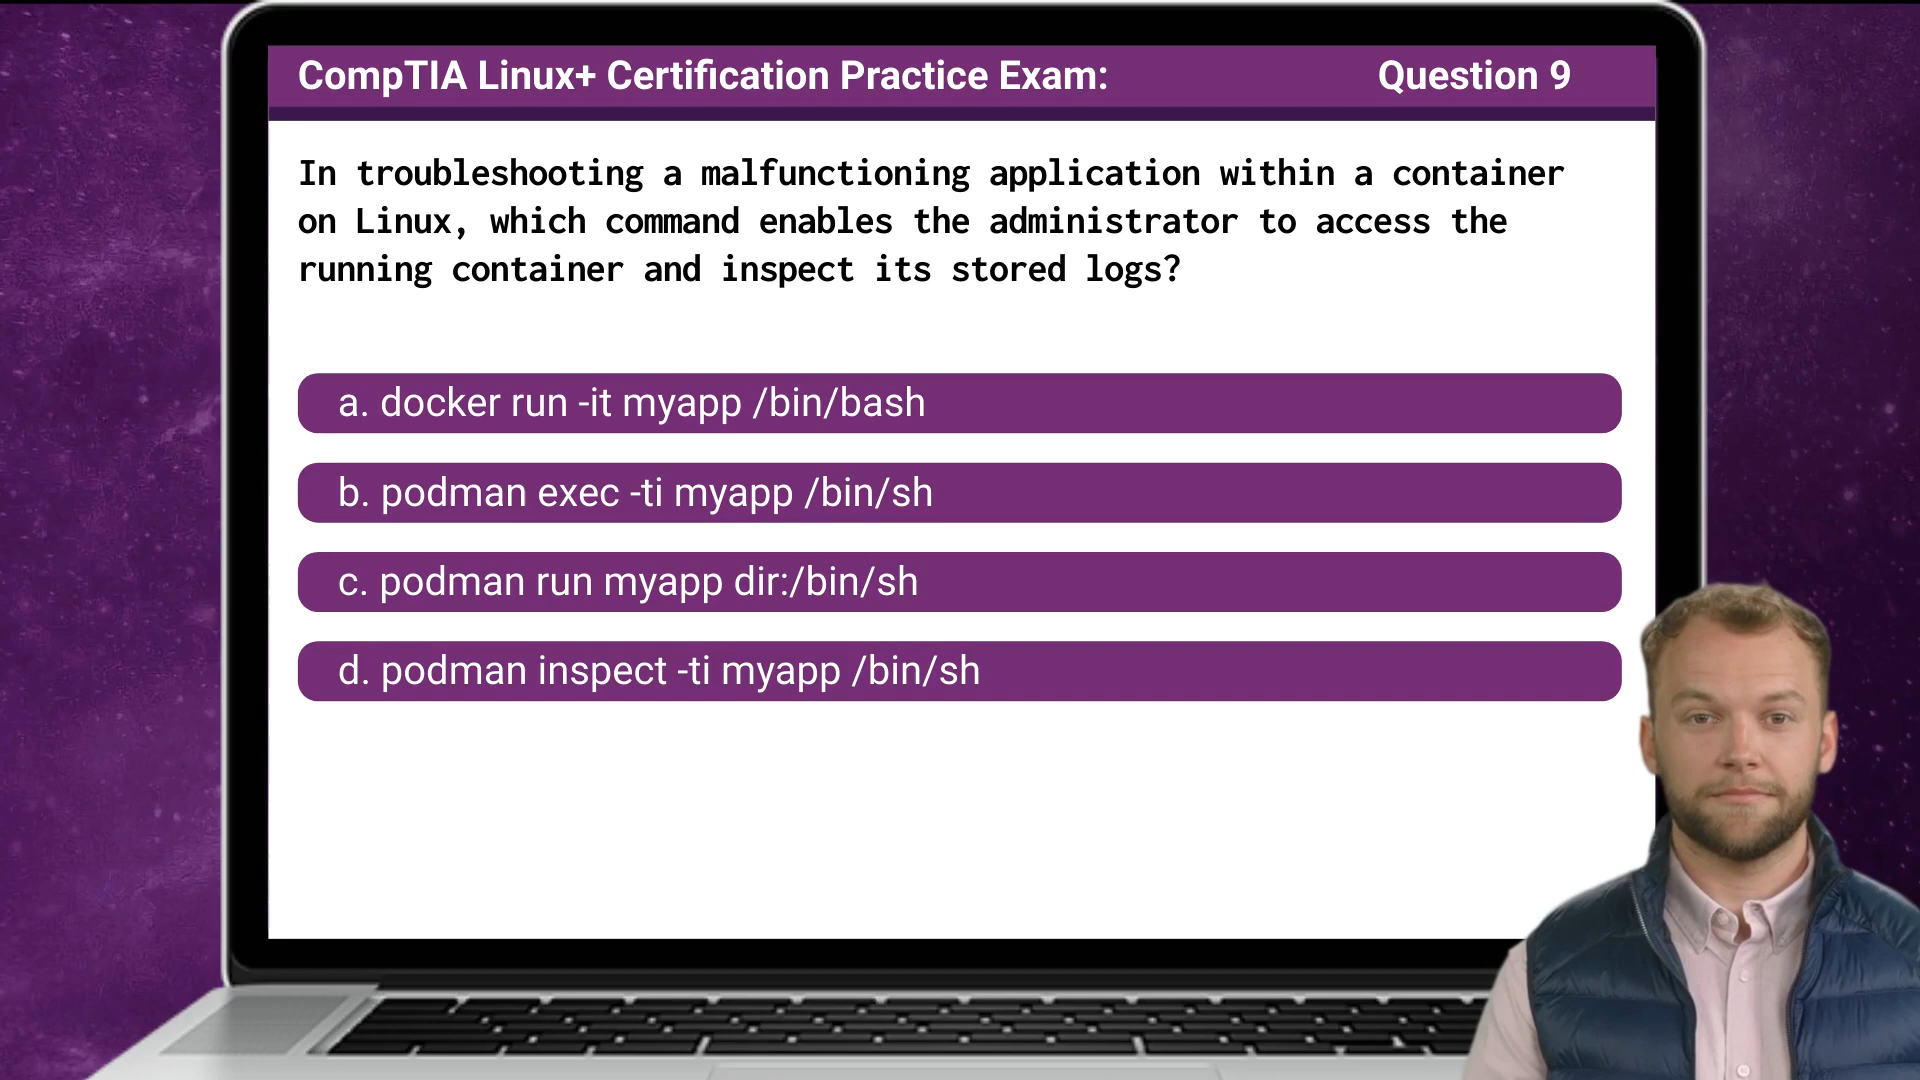 CompTIA Linux+ Certification Practice Exam:
Question 9
In troubleshooting a malfunctioning application within a container
on Linux, which command enables the administrator to access the
running container and inspect its stored logs?
a. docker run -it myapp /bin/bash
b. podman exec -ti myapp /bin/sh
c. podman run myapp dir:/bin/sh
d. podman inspect -ti myapp /bin/sh